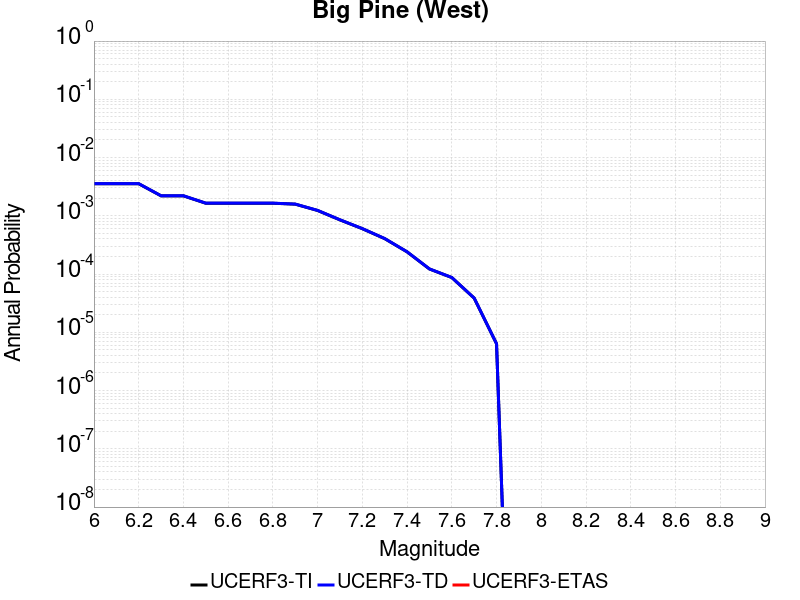 Big Pine (West)
10^0
10^-1
10^-2
10^-3
10^-4
10^-5
10^-6
10^-7
10^-8
Annual Probability
6 6.2 6.4 6.6 6.8 7 7.2 7.4 7.6 7.8 8 8.2 8.4 8.6 8.8 9
Magnitude
UCERF3-TI UCERF3-TD UCERF3-ETAS